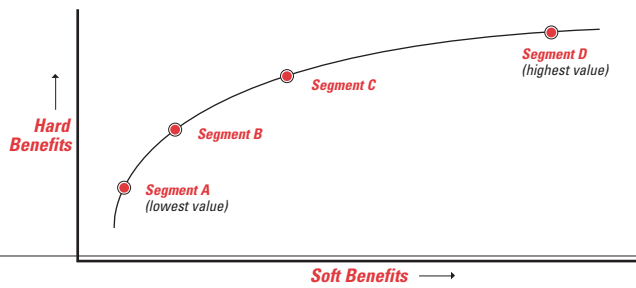 Segment D
(highest value)
Segment C
Hard
Benefits
Segment B
Segment A
(lowest value)
Soft Benefits